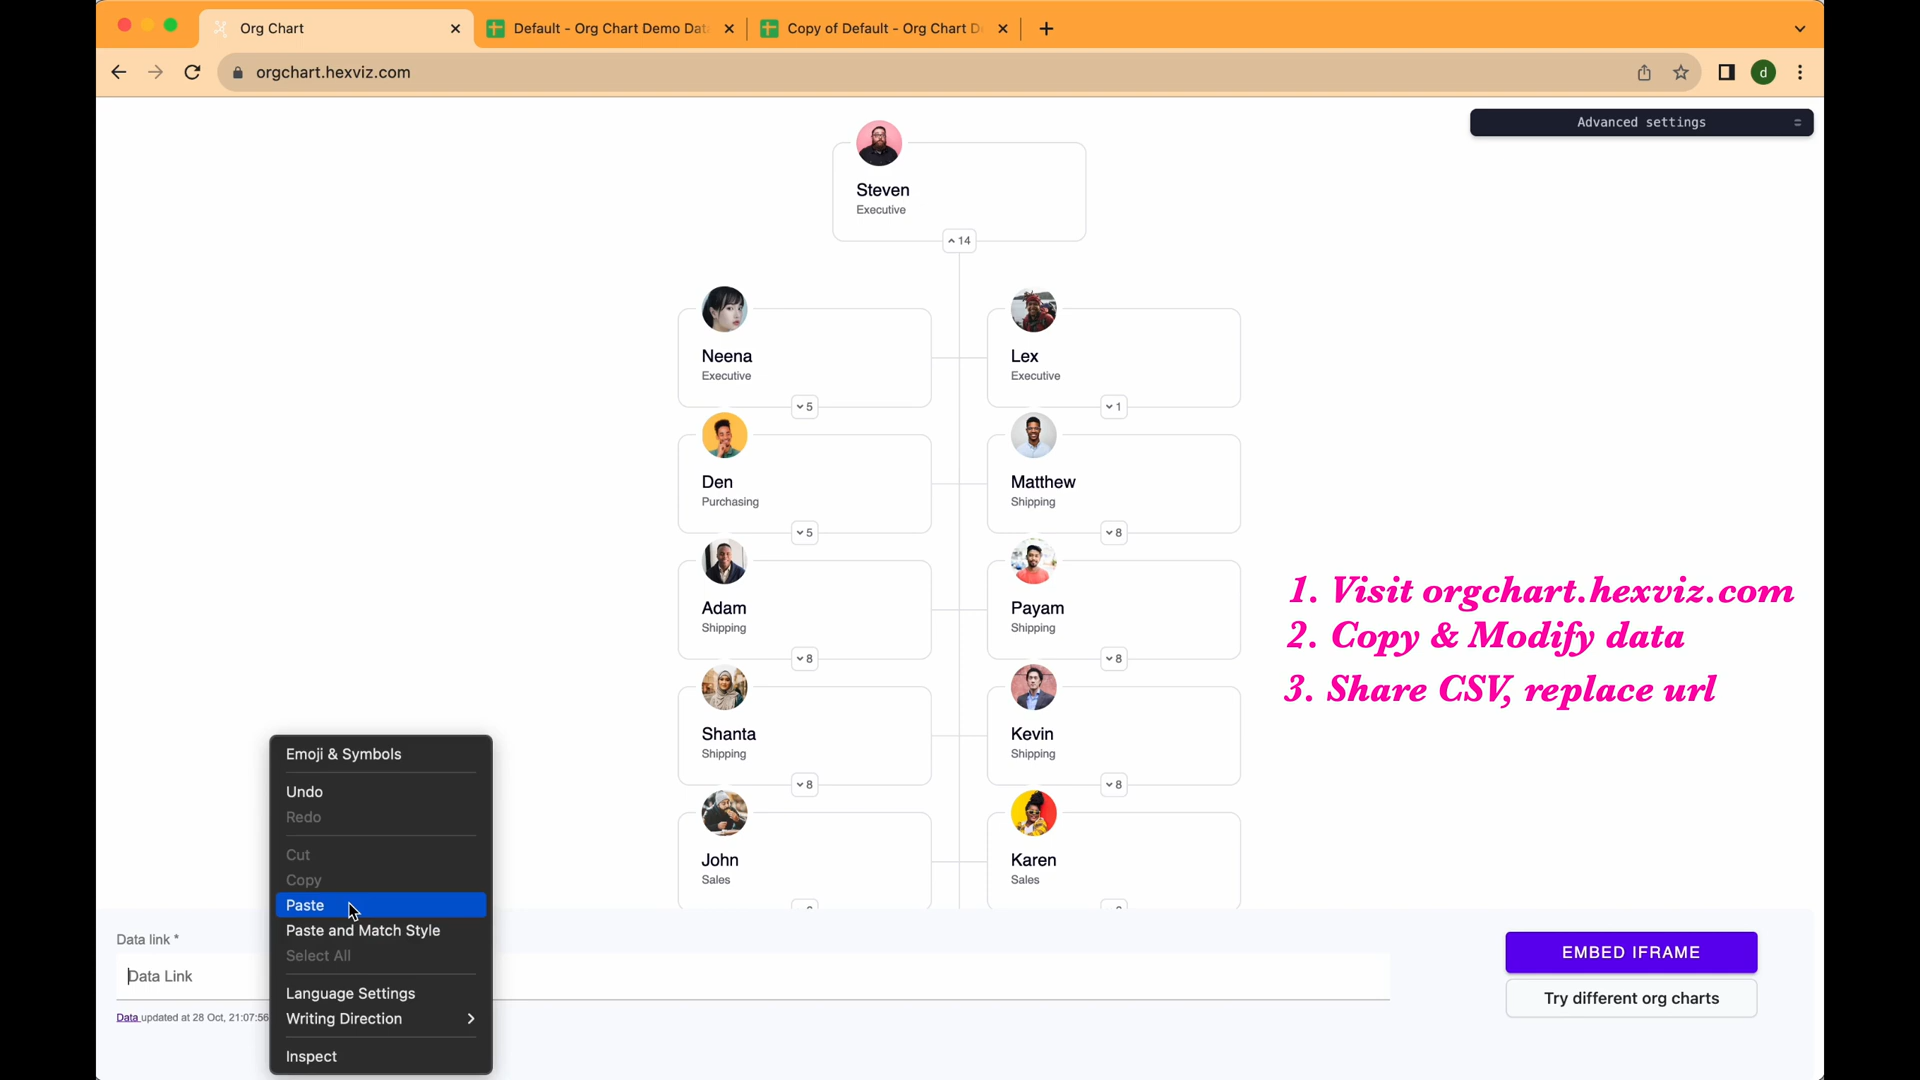 Org Chart
Default - Org Chart Demo Dat
Copy of Default - Org Chart D
orgchart.hexviz.com
d
Advanced settings
Steven
Executive
14
Neena
Executive
5
Lex
Executive
1
Den
Purchasing
5
Matthew
Shipping
8
Adam
Shipping
8
Payam
Shipping
8
Shanta
Shipping
8
Kevin
Shipping
8
John
Sales
Karen
Sales
1. Visit orgchart.hexviz.com
2. Copy & Modify data
3. Share CSV, replace url
Emoji & Symbols
Undo
Redo
Cut
Copy
Paste
Paste and Match Style
Select All
Language Settings
Writing Direction
Inspect
Data link *
Data Link
Data updated at 28 Oct, 21:07:56
EMBED IFRAME
Try different org charts